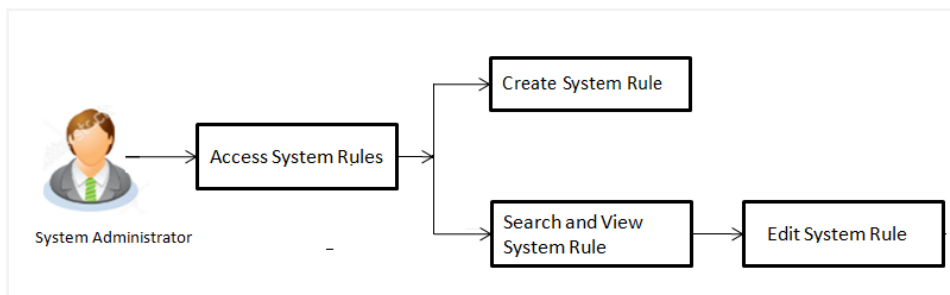 Create System Rule
Access System Rules
System Administrator
Search and View
System Rule
Edit System Rule